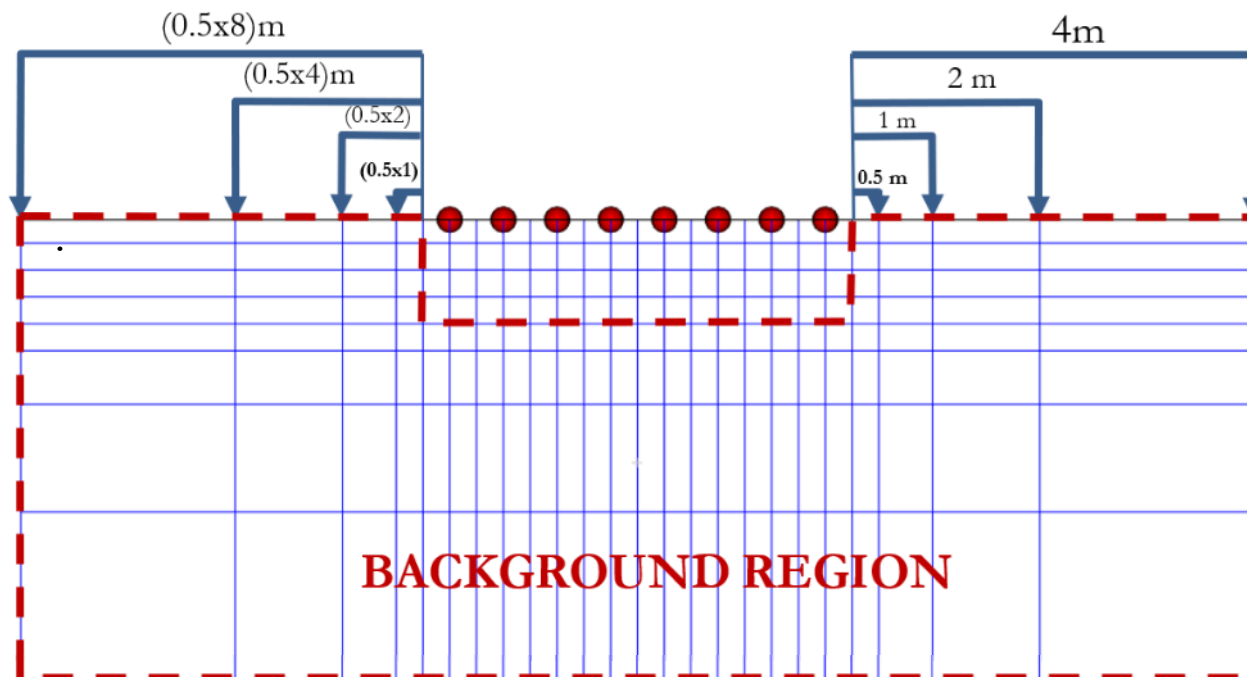 (0.5x8)m
4m
(0.5x4)m
2 m
(0.5x2)
1 m
(0.5x1)
0.5 m
BACKGROUND REGION